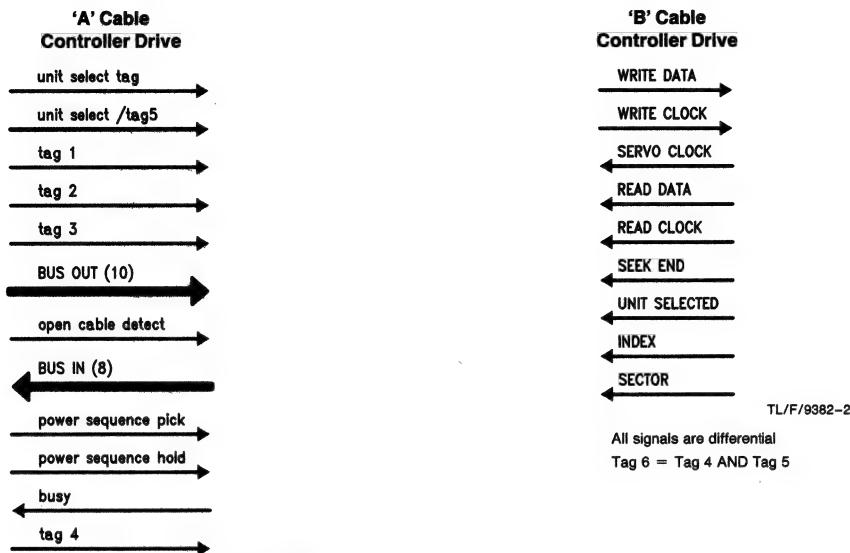 'A' Cable
Controller Drive
unit select tag
unit select /tag5
tag 1
tag 2
tag 3
BUS OUT (10)
open cable detect
BUS IN (8)
power sequence pick
power sequence hold
busy
tag 4
'B' Cable
Controller Drive
WRITE DATA
WRITE CLOCK
SERVO CLOCK
READ DATA
READ CLOCK
SEEK END
UNIT SELECTED
INDEX
SECTOR
TL/F/9382–2
All signals are differential
Tag 6 = Tag 4 AND Tag 5